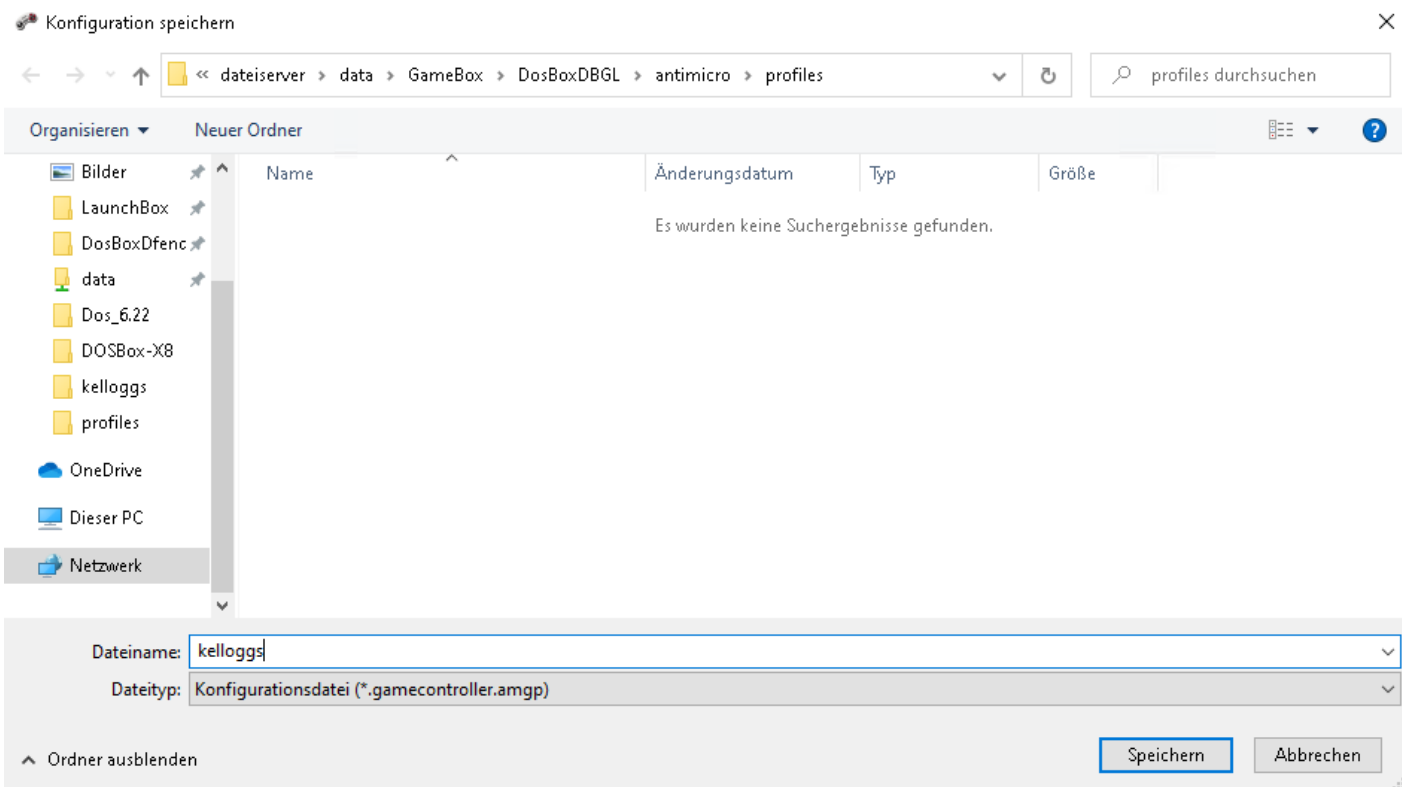 Konfiguration speichern
« dateiserver › data › GameBox › DosBoxDBGL › antimicro › profiles
profiles durchsuchen
Organisieren
Neuer Ordner
?
Name
Änderungsdatum
Typ
Größe
Es wurden keine Suchergebnisse gefunden.
Bilder
LaunchBox
DosBoxDfenc
data
Dos_6.22
DOSBox-X8
kelloggs
profiles
OneDrive
Dieser PC
Netzwerk
Dateiname: kelloggs
Dateityp: Konfigurationsdatei (*.gamecontroller.amgp)
Ordner ausblenden
Speichern
Abbrechen